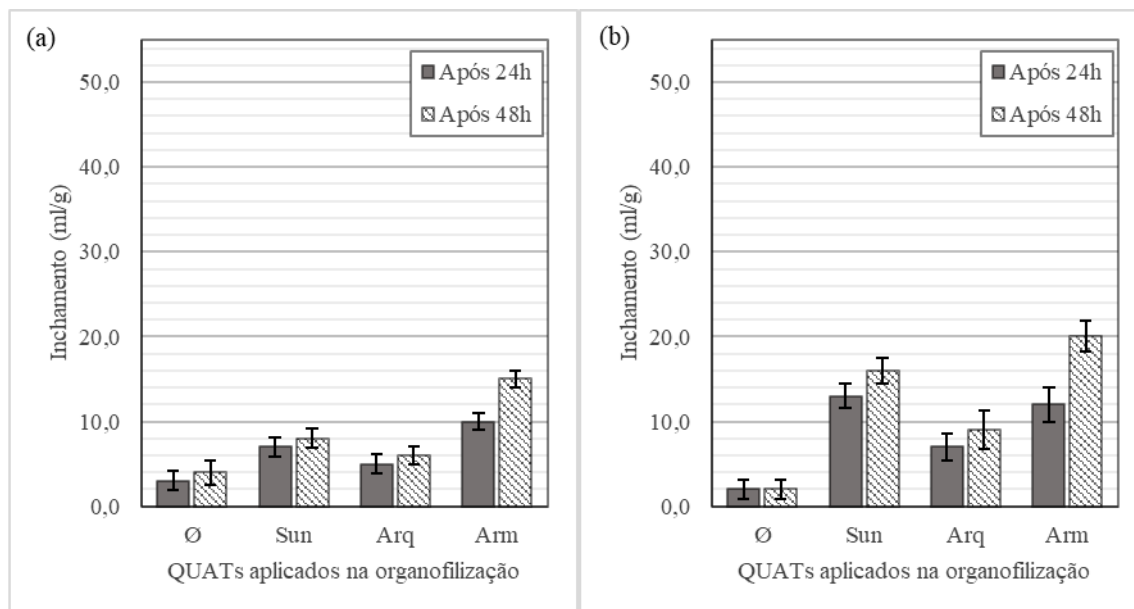 (a)
Após 24h
Após 48h
50,0
40,0
30,0
20,0
10,0
0,0
Inchamento (ml/g)
Ø Sun Arq Arm
QUATs aplicados na organofilização
(b)
Após 24h
Após 48h
50,0
40,0
30,0
20,0
10,0
0,0
Inchamento (ml/g)
Ø Sun Arq Arm
QUATs aplicados na organofilização